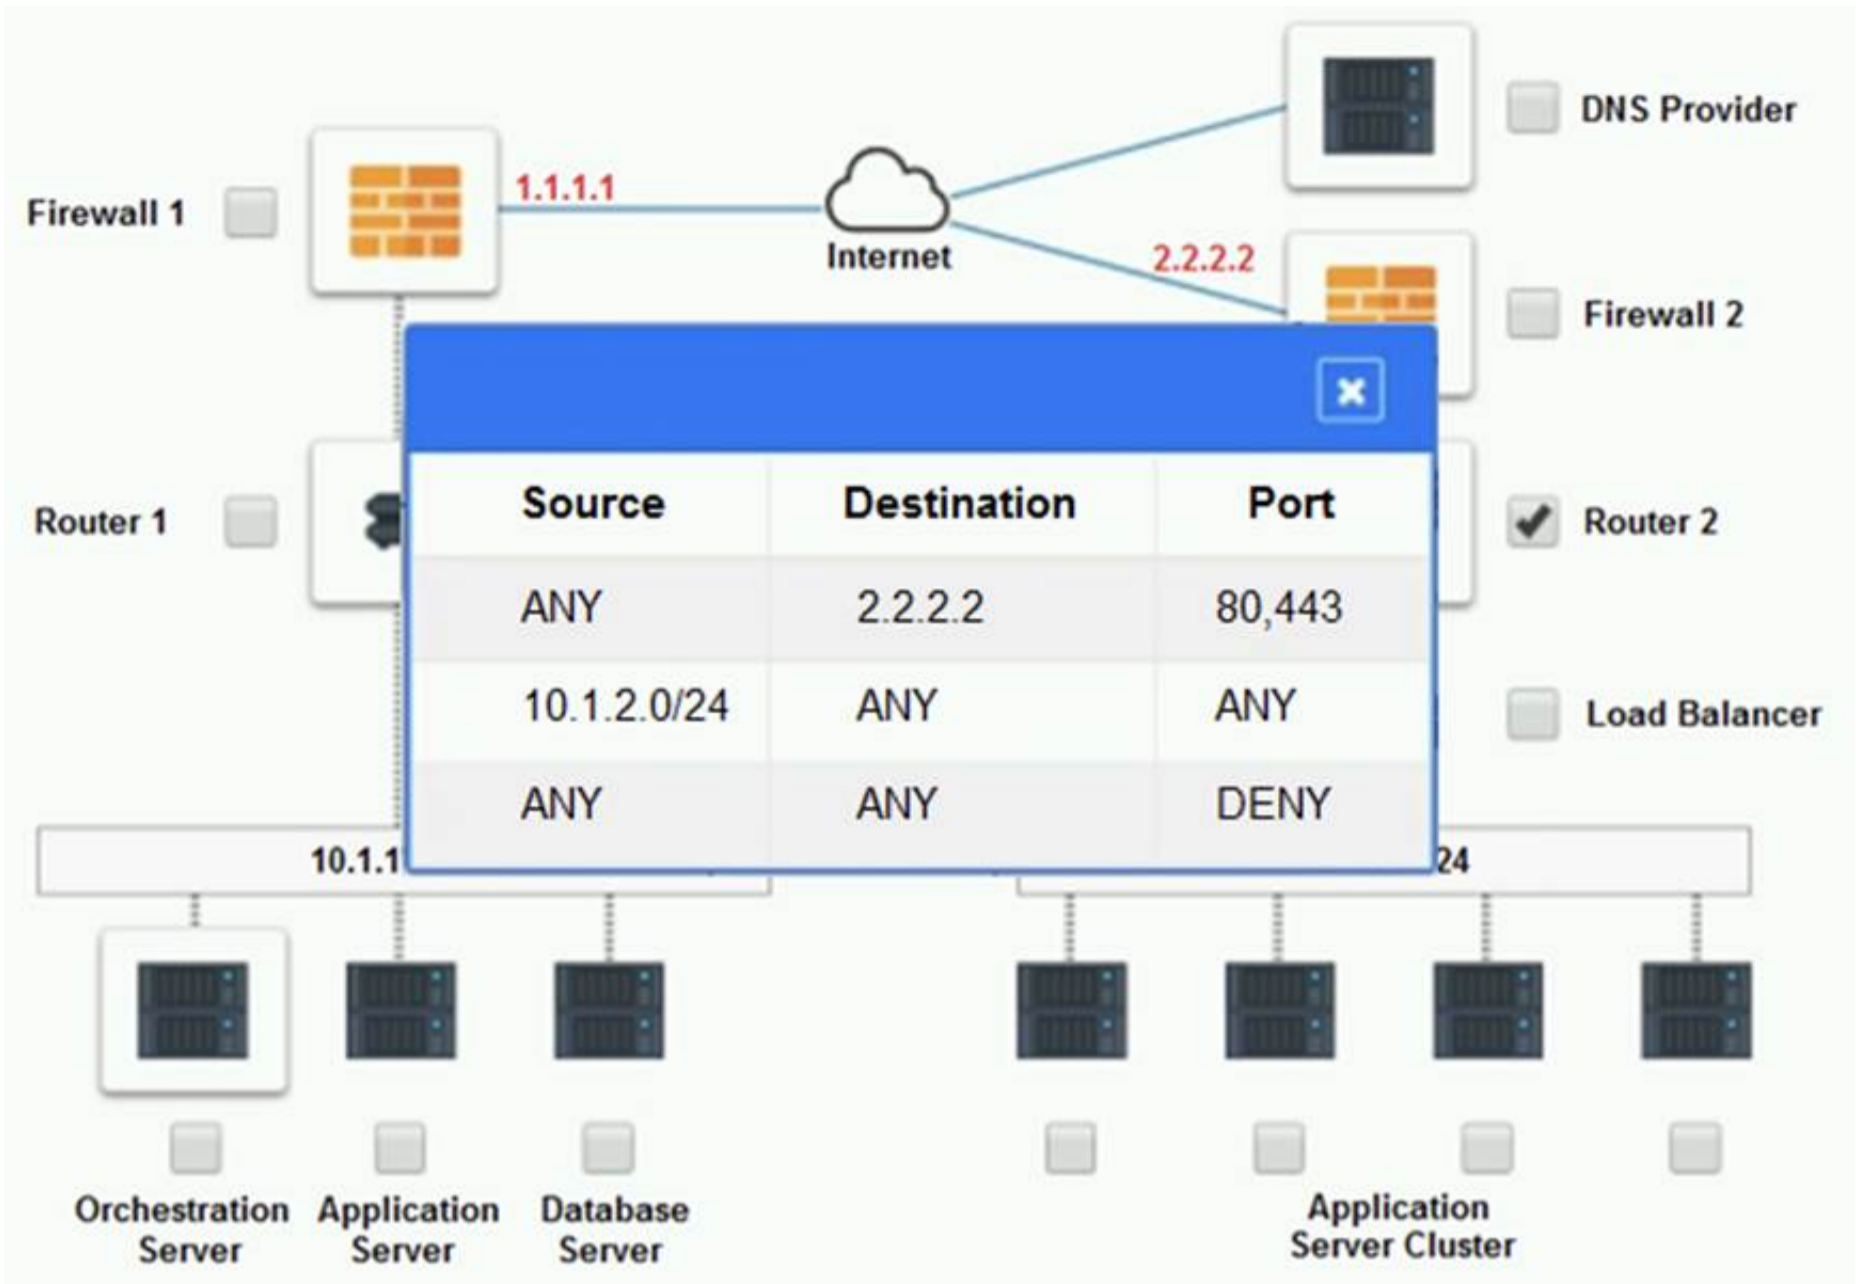 DNS Provider
1.1.1.1
Firewall 1
Internet
2.2.2.2
Firewall 2
Source Destination Port
Router 1
Router 2
ANY 2.2.2.2 80,443
10.1.2.0/24 ANY ANY
Load Balancer
ANY ANY DENY
10.1.1
24
Orchestration Server
Application Server
Database Server
Application Server Cluster